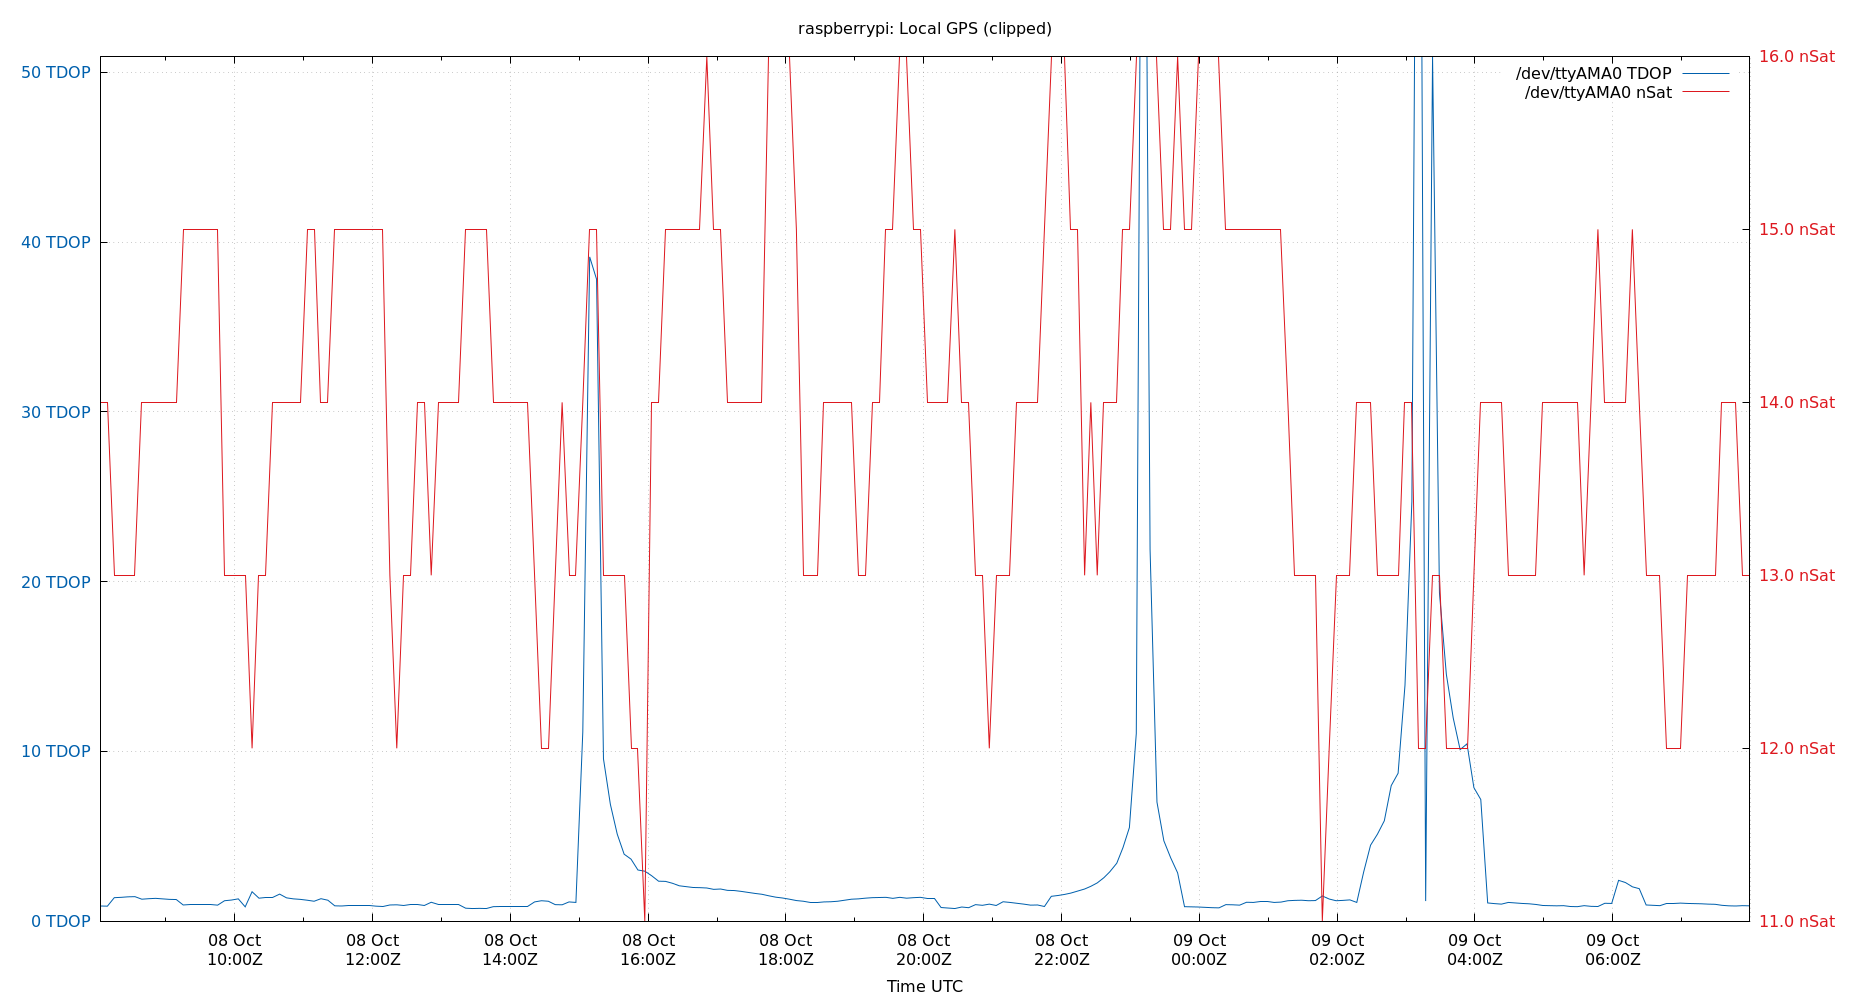 raspberrypi: Local GPS (clipped)
50 TDOP
40 TDOP
30 TDOP
20 TDOP
10 TDOP
0 TDOP
/dev/ttyAMA0 TDOP
/dev/ttyAMA0 nSat
16.0 nSat
15.0 nSat
14.0 nSat
13.0 nSat
12.0 nSat
11.0 nSat
08 Oct
10:00Z
08 Oct
12:00Z
08 Oct
14:00Z
08 Oct
16:00Z
08 Oct
18:00Z
08 Oct
20:00Z
08 Oct
22:00Z
09 Oct
00:00Z
09 Oct
02:00Z
09 Oct
04:00Z
09 Oct
06:00Z
Time UTC